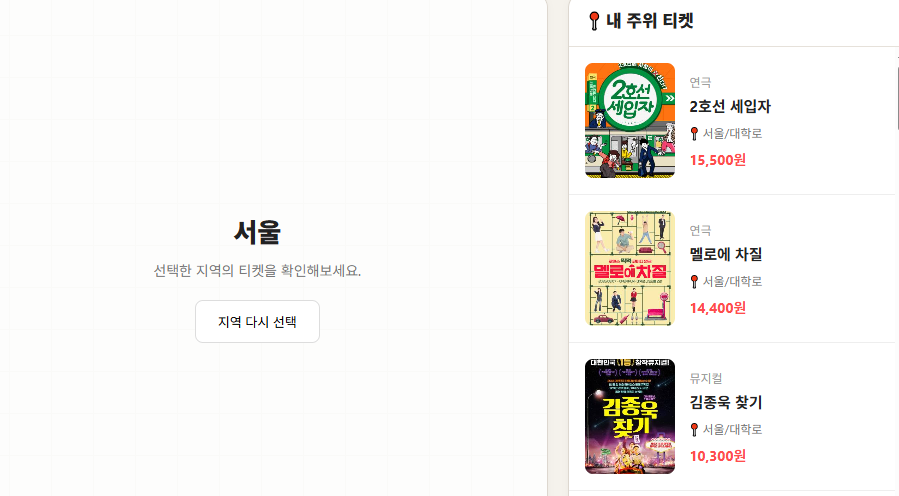 서울
선택한 지역의 티켓을 확인해보세요.
지역 다시 선택
내 주위 티켓
2호선
세입자
연극
2호선 세입자
서울/대학로
15,500원
멜로에차질
연극
멜로에 차질
서울/대학로
14,400원
김종욱
찾기
뮤지컬
김종욱 찾기
서울/대학로
10,300원